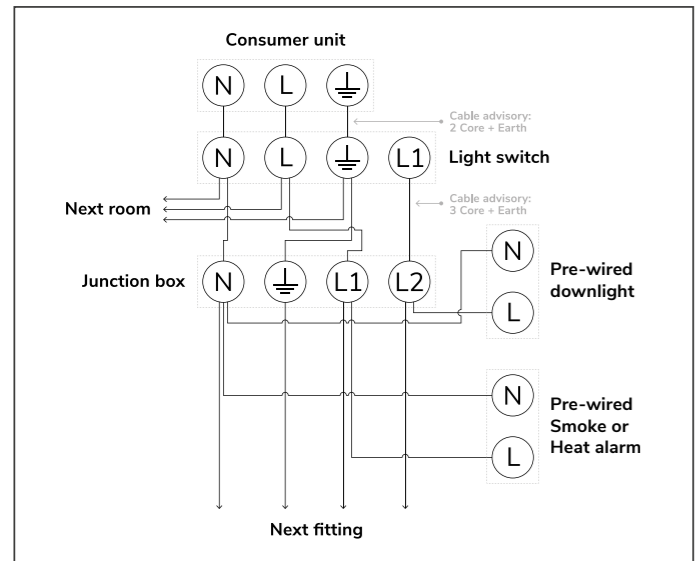 Consumer unit
N L
Cable advisory:
2 Core + Earth
N L L1 Light switch
Cable advisory:
3 Core + Earth
Next room
Junction box N L1 L2
N
L
Pre-wired
downlight
N
L
Pre-wired
Smoke or
Heat alarm
Next fitting